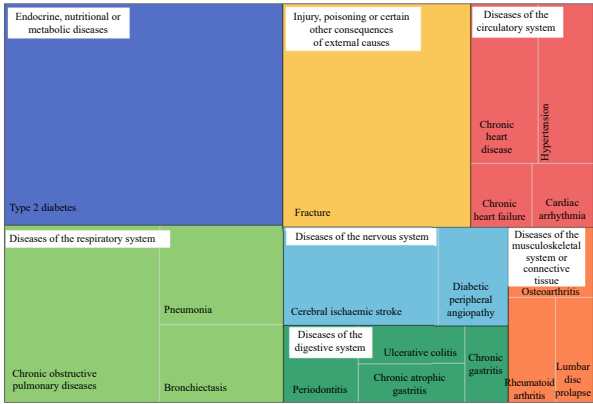 Endocrine, nutritional or
metabolic diseases
Type 2 diabetes
Injury, poisoning or certain
other consequences
of external causes
Fracture
Diseases of the
circulatory system
Chronic
heart
disease
Hypertension
Chronic
heart failure
Cardiac
arrhythmia
Diseases of the respiratory system
Pneumonia
Chronic obstructive
pulmonary diseases
Bronchiectasis
Diseases of the nervous system
Cerebral ischaemic stroke
Diabetic
peripheral
angiopathy
Diseases of the
digestive system
Periodontitis
Ulcerative colitis
Chronic atrophic
gastritis
Chronic
gastritis
Diseases of the
musculoskeletal
system or
connective
tissue
Osteoarthritis
Rheumatoid
arthritis
Lumbar
disc
prolapse